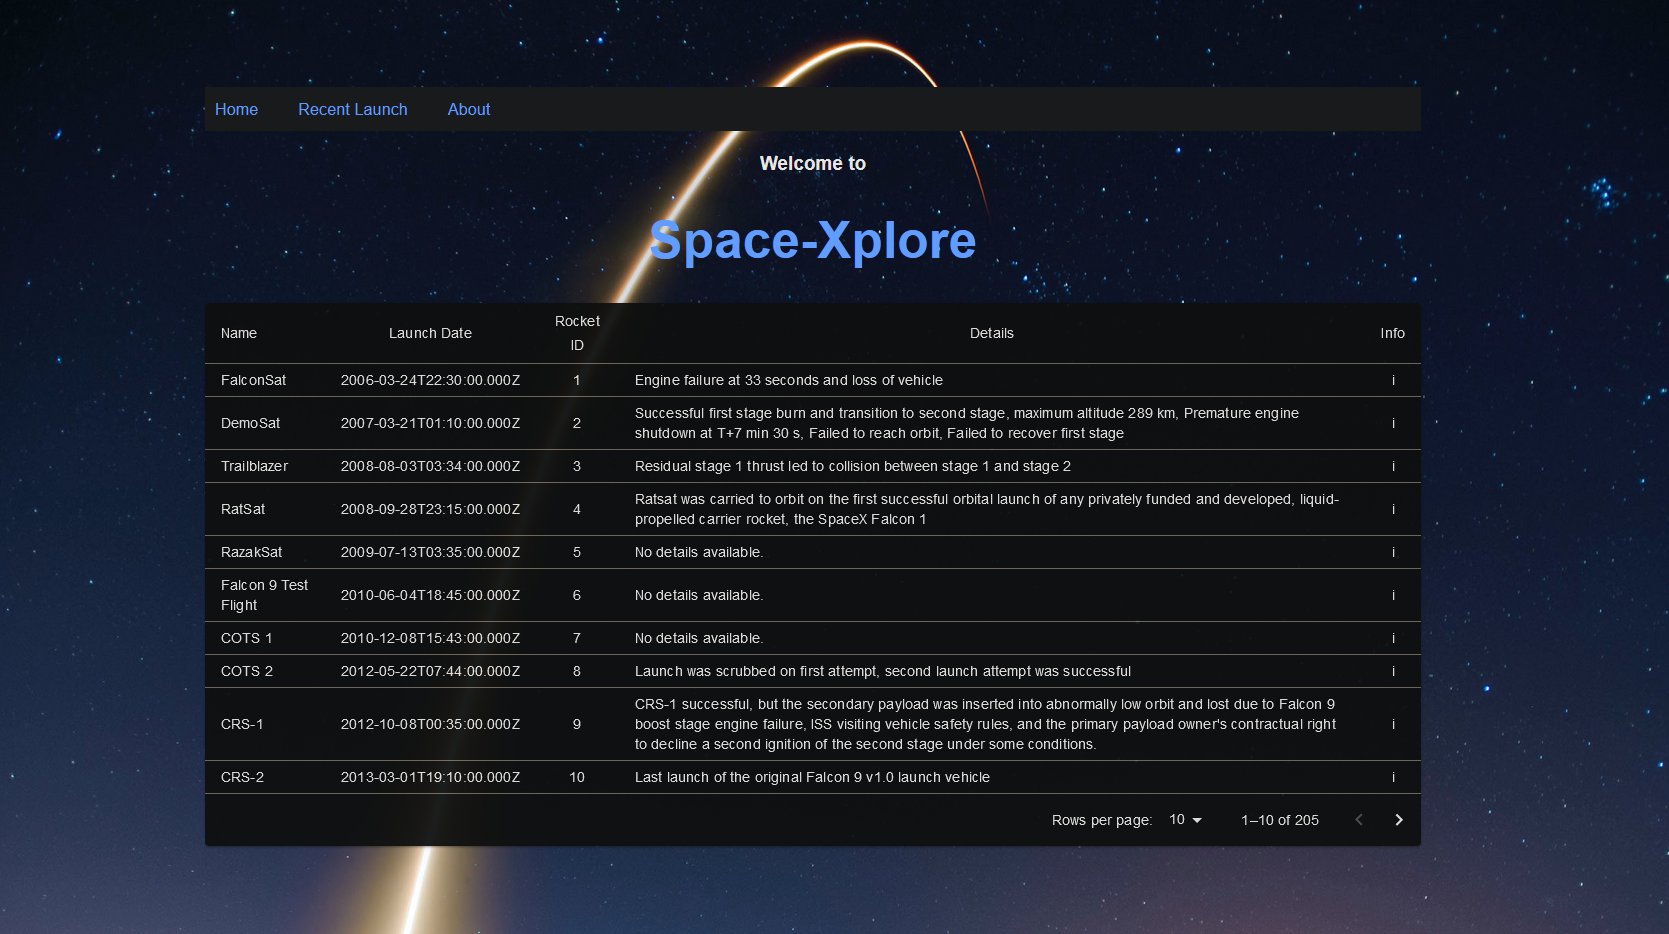 Home Recent Launch About
Welcome to
Space-Xplore
Name Launch Date Rocket ID Details Info
FalconSat 2006-03-24T22:30:00.000Z 1 Engine failure at 33 seconds and loss of vehicle i
DemoSat 2007-03-21T01:10:00.000Z 2 Successful first stage burn and transition to second stage, maximum altitude 289 km, Premature engine
shutdown at T+7 min 30 s, Failed to reach orbit, Failed to recover first stage i
Trailblazer 2008-08-03T03:34:00.000Z 3 Residual stage 1 thrust led to collision between stage 1 and stage 2 i
RatSat 2008-09-28T23:15:00.000Z 4 Ratsat was carried to orbit on the first successful orbital launch of any privately funded and developed, liquid-
propelled carrier rocket, the SpaceX Falcon 1 i
RazakSat 2009-07-13T03:35:00.000Z 5 No details available. i
Falcon 9 Test
Flight 2010-06-04T18:45:00.000Z 6 No details available. i
COTS 1 2010-12-08T15:43:00.000Z 7 No details available. i
COTS 2 2012-05-22T07:44:00.000Z 8 Launch was scrubbed on first attempt, second launch attempt was successful i
CRS-1 2012-10-08T00:35:00.000Z 9 CRS-1 successful, but the secondary payload was inserted into abnormally low orbit and lost due to Falcon 9
boost stage engine failure, ISS visiting vehicle safety rules, and the primary payload owner's contractual right
to decline a second ignition of the second stage under some conditions. i
CRS-2 2013-03-01T19:10:00.000Z 10 Last launch of the original Falcon 9 v1.0 launch vehicle i
Rows per page: 10 1–10 of 205